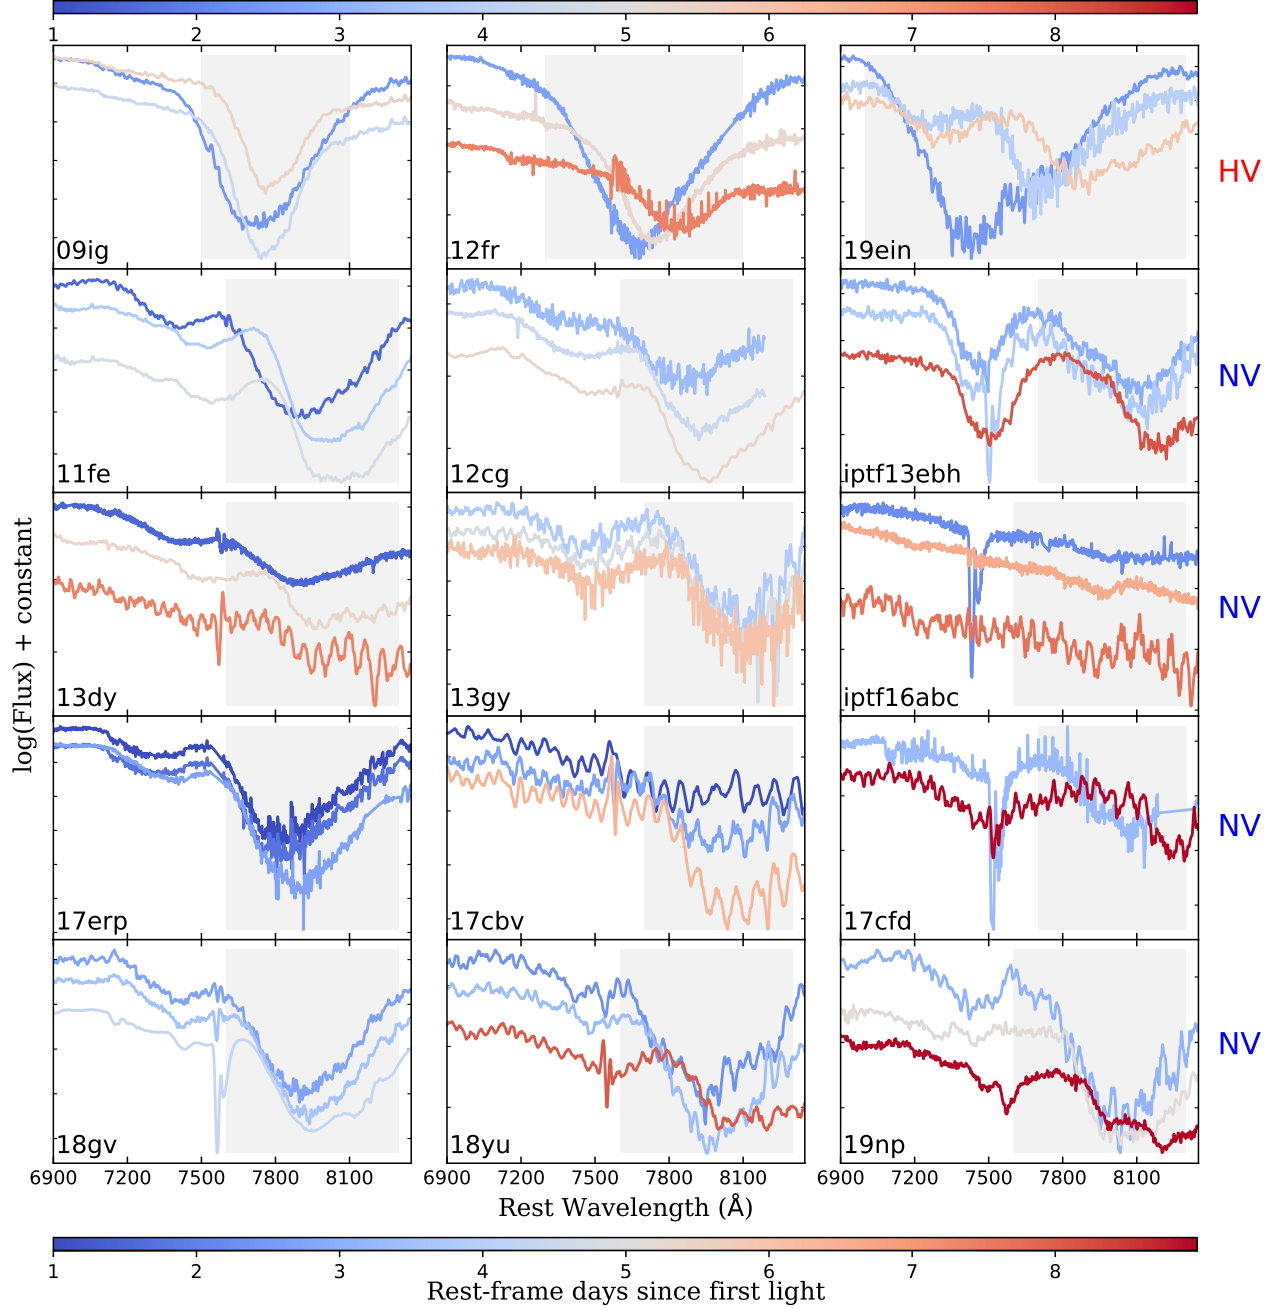 1 2 3 4 5 6 7 8
09ig
12fr
19ein
HV
11fe
12cg
iptf13ebh
NV
13dy
13gy
iptf16abc
NV
17erp
17cbv
17cfd
NV
18gv
18yu
19np
NV
log(Flux) + constant
6900 7200 7500 7800 8100 6900 7200 7500 7800 8100 6900 7200 7500 7800 8100
Rest Wavelength (Å)
1 2 3 4 5 6 7 8
Rest-frame days since first light